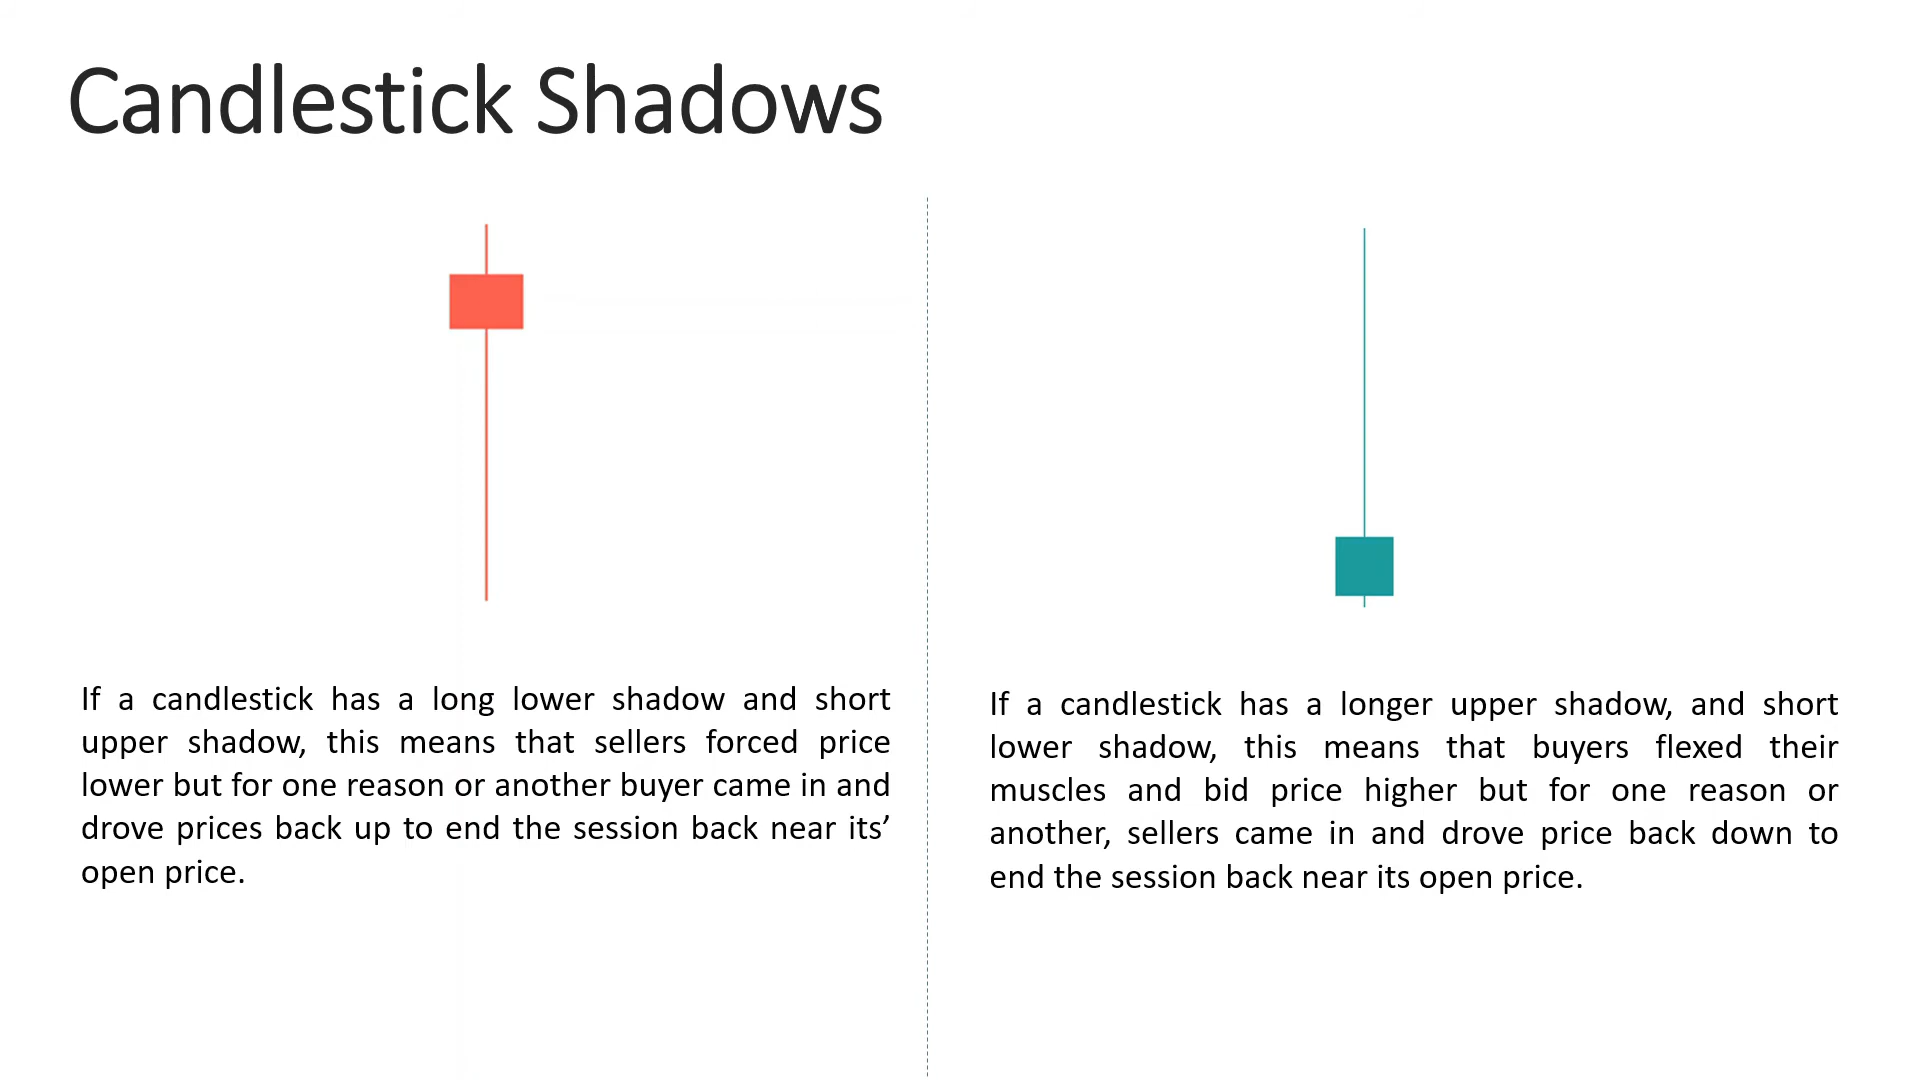 Candlestick Shadows
If a candlestick has a long lower shadow and short
upper shadow, this means that sellers forced price
lower but for one reason or another buyer came in and
drove prices back up to end the session back near its’
open price.
If a candlestick has a longer upper shadow, and short
lower shadow, this means that buyers flexed their
muscles and bid price higher but for one reason or
another, sellers came in and drove price back down to
end the session back near its open price.